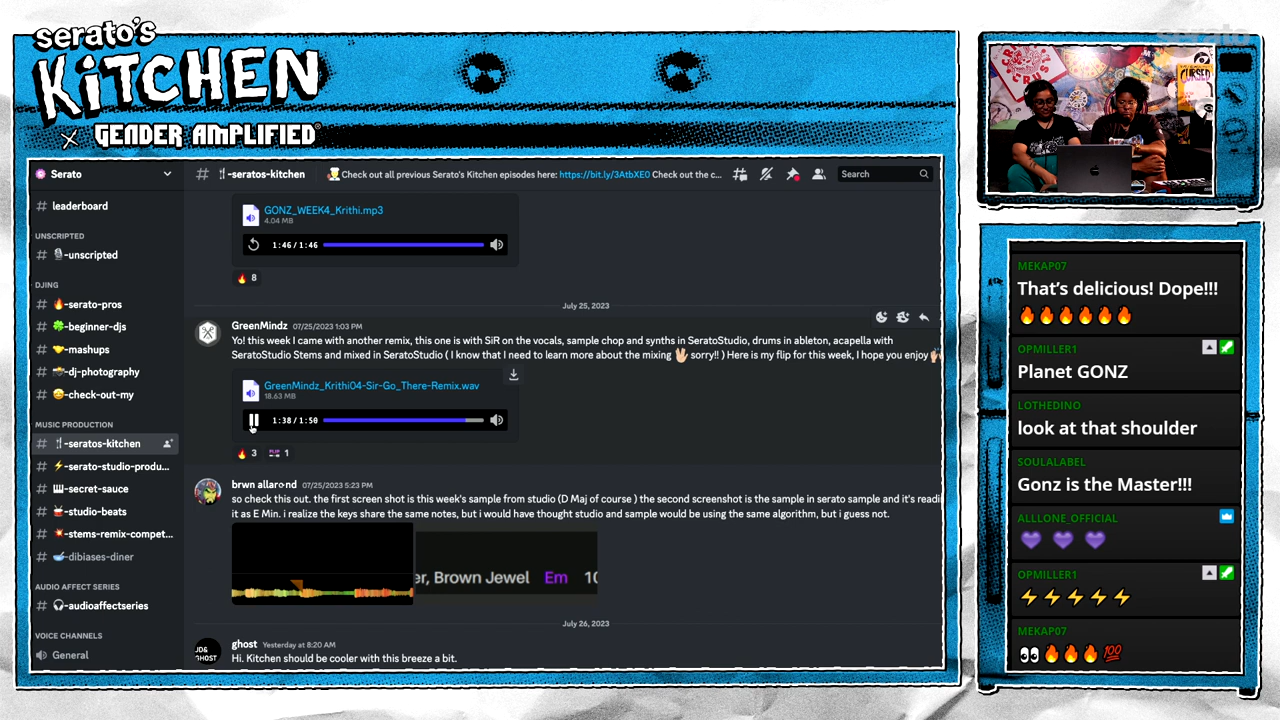 serato's
KiTCHEN
X GENDER AMPLIFIED®
serato
CURSED
Serato
leaderboard
UNSCRIPTED
-unscripted
DJING
🔥-serato-pros
🍀-beginner-djs
🤝-mashups
📸-dj-photography
😄-check-out-my
MUSIC PRODUCTION
🍴-seratos-kitchen
⚡-serato-studio-produ...
🎹-secret-sauce
🥁-studio-beats
💥-stems-remix-compet...
🥣-dibiases-diner
AUDIO AFFECT SERIES
🎧-audioaffectseries
VOICE CHANNELS
General
# 🍴-seratos-kitchen
Check out all previous Serato's Kitchen episodes here: https://bit.ly/3AtbXE0 Check out the c...
Search
GONZ_WEEK4_Krithi.mp3
4.04 MB
1:46 / 1:46
🔥 8
July 25, 2023
GreenMindz 07/25/2023 1:03 PM
Yo! this week I came with another remix, this one is with SiR on the vocals, sample chop and synths in SeratoStudio, drums in ableton, acapella with
SeratoStudio Stems and mixed in SeratoStudio ( I know that I need to learn more about the mixing 🖖 sorry!! ) Here is my flip for this week, I hope you enjoy 🙌
GreenMindz_Krithi04-Sir-Go_There-Remix.wav
18.63 MB
1:38 / 1:50
🔥 3 FLIP 1
brwn allar⌾nd 07/25/2023 5:23 PM
so check this out. the first screen shot is this week's sample from studio (D Maj of course ) the second screenshot is the sample in serato sample and it's readi
it as E Min. i realize the keys share the same notes, but i would have thought studio and sample would be using the same algorithm, but i guess not.
er, Brown Jewel Em 10
July 26, 2023
JD&
GHOST
ghost Yesterday at 8:20 AM
Hi. Kitchen should be cooler with this breeze a bit.
MEKAP07
That's delicious! Dope!!!
🔥🔥🔥🔥🔥🔥
OPMILLER1
Planet GONZ
LOTHEDINO
look at that shoulder
SOULALABEL
Gonz is the Master!!!
ALLLONE_OFFICIAL
💜 💜 💜
OPMILLER1
⚡⚡⚡⚡⚡
MEKAP07
👀🔥🔥🔥💯